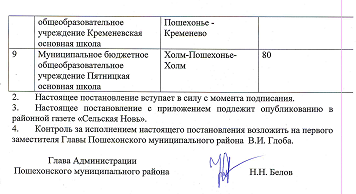 общеобразовательное Пошехонье -
учреждение Кременевская Кременево
основная школа
9 Муниципальное бюджетное Холм-Пошехонье- 80
общеобразовательное Холм
учреждение Пятницкая
основная школа
2. Настоящее постановление вступает в силу с момента подписания.
3. Настоящее постановление с приложением подлежит опубликованию в
районной газете «Сельская Новь».
4. Контроль за исполнением настоящего постановления возложить на первого
заместителя Главы Пошехонского муниципального района В.И. Глоба.
Глава Администрации
Пошехонского муниципального района Н.Н. Белов